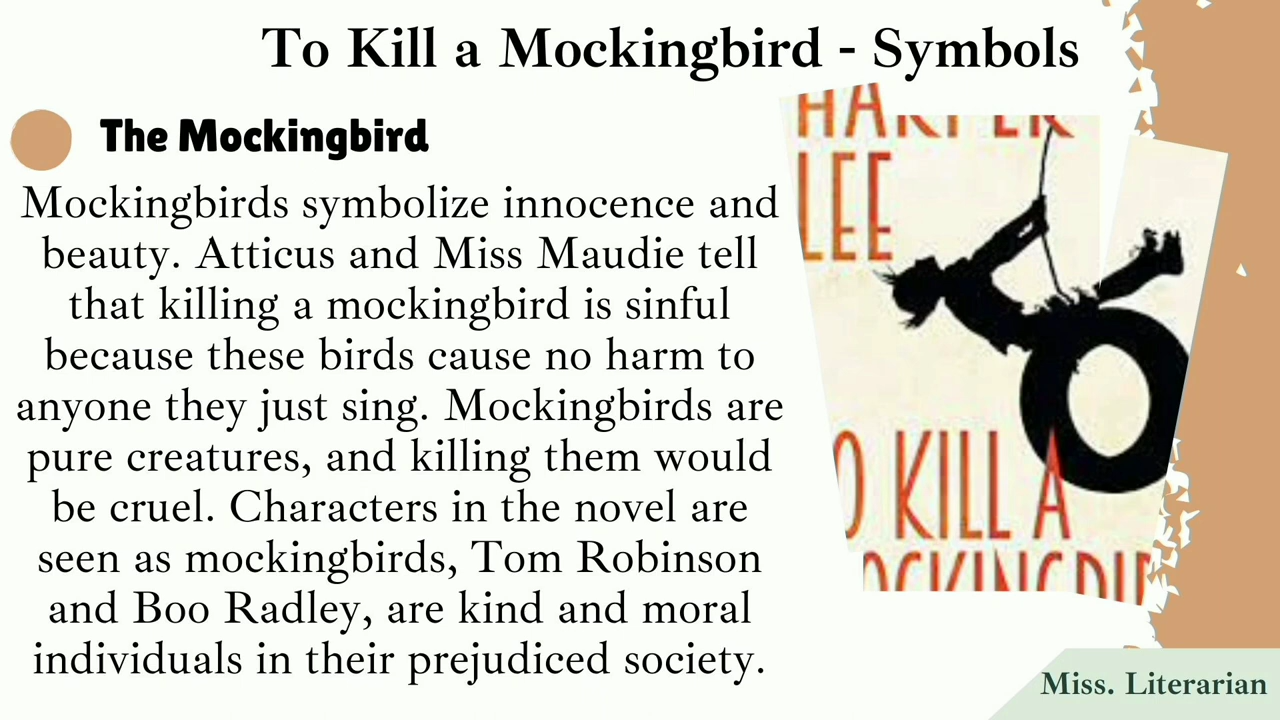 To Kill a Mockingbird - Symbols
The Mockingbird
Mockingbirds symbolize innocence and
beauty. Atticus and Miss Maudie tell
that killing a mockingbird is sinful
because these birds cause no harm to
anyone they just sing. Mockingbirds are
pure creatures, and killing them would
be cruel. Characters in the novel are
seen as mockingbirds, Tom Robinson
and Boo Radley, are kind and moral
individuals in their prejudiced society.
HARPER
LEE
O KILL A
OCKINGBIR
Miss. Literarian